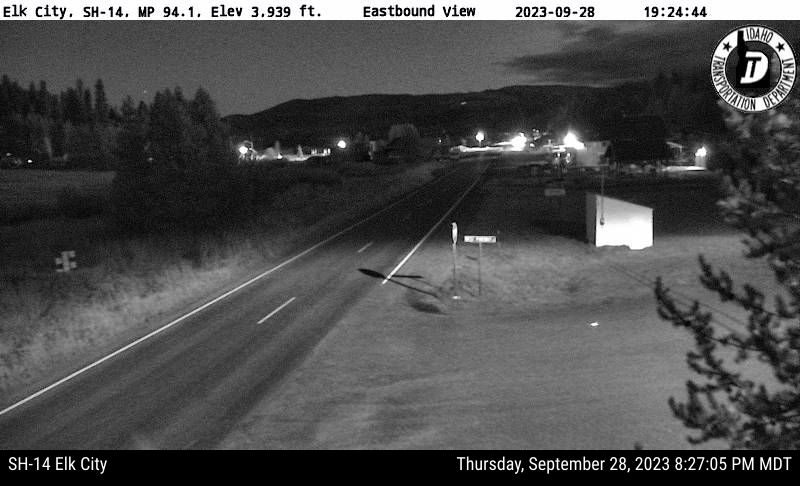 Elk City, SH-14, MP 94.1, Elev 3,939 ft. Eastbound View 2023-09-28 19:24:44
IDAHO
TRANSPORTATION DEPARTMENT
SH-14 Elk City Thursday, September 28, 2023 8:27:05 PM MDT